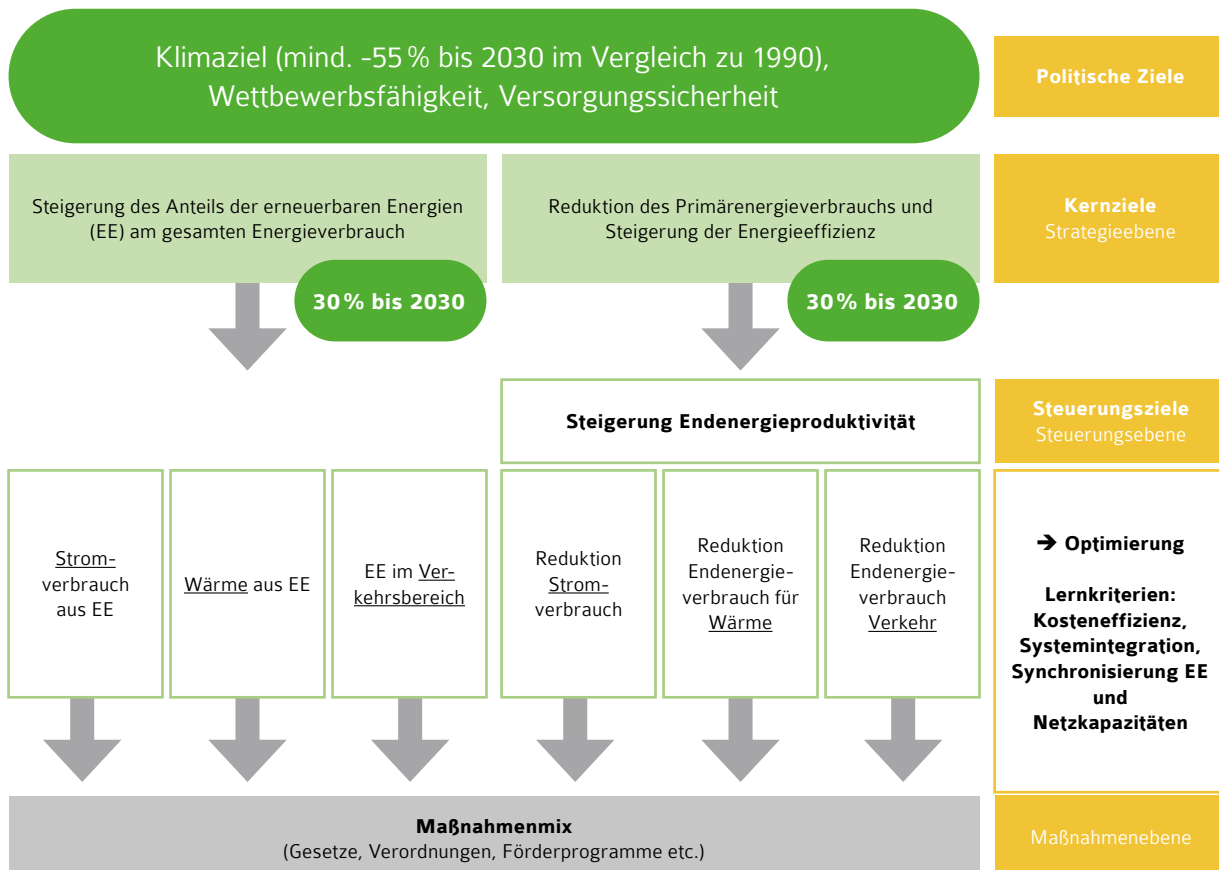 Klimaziel (mind. -55 % bis 2030 im Vergleich zu 1990),
Wettbewerbsfähigkeit, Versorgungssicherheit
Politische Ziele
Steigerung des Anteils der erneuerbaren Energien
(EE) am gesamten Energieverbrauch
30 % bis 2030
Reduktion des Primärenergieverbrauchs und
Steigerung der Energieeffizienz
30 % bis 2030
Kernziele
Strategieebene
Steigerung Endenergieproduktivität
Steuerungsziele
Steuerungsebene
Strom-
verbrauch
aus EE
Wärme aus EE
EE im Ver-
kehrsbereich
Reduktion
Strom-
verbrauch
Reduktion
Endenergie-
verbrauch für
Wärme
Reduktion
Endenergie-
verbrauch
Verkehr
➔ Optimierung
Lernkriterien:
Kosteneffizienz,
Systemintegration,
Synchronisierung EE
und
Netzkapazitäten
Maßnahmenmix
(Gesetze, Verordnungen, Förderprogramme etc.)
Maßnahmenebene